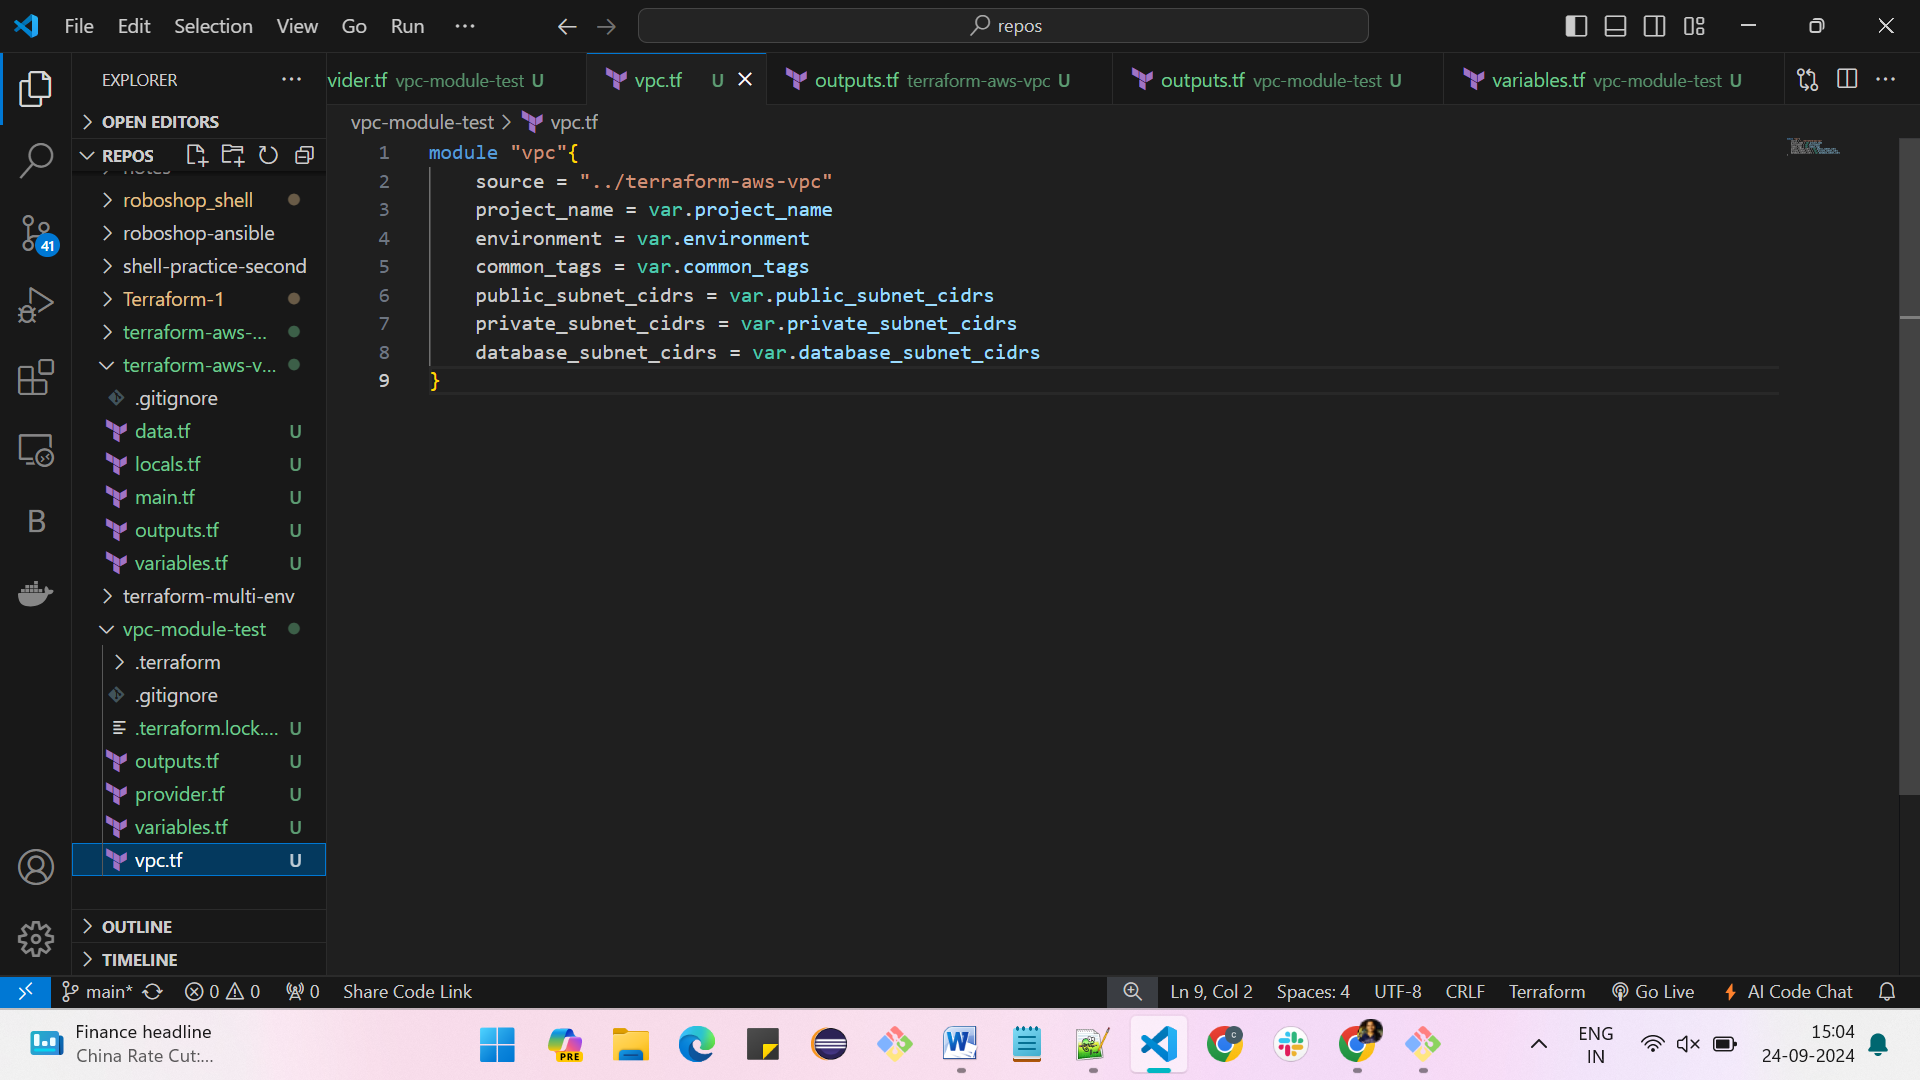 File Edit Selection View Go Run ···
repos
EXPLORER ···
vider.tf vpc-module-test U
vpc.tf U
outputs.tf terraform-aws-vpc U
outputs.tf vpc-module-test U
variables.tf vpc-module-test U
OPEN EDITORS
REPOS
notes
roboshop_shell
roboshop-ansible
shell-practice-second
Terraform-1
terraform-aws-...
terraform-aws-v...
.gitignore
data.tf U
locals.tf U
main.tf U
outputs.tf U
variables.tf U
terraform-multi-env
vpc-module-test
.terraform
.gitignore
.terraform.lock.... U
outputs.tf U
provider.tf U
variables.tf U
vpc.tf U
OUTLINE
TIMELINE
41
B
vpc-module-test > vpc.tf
1 module "vpc"{
2 source = "../terraform-aws-vpc"
3 project_name = var.project_name
4 environment = var.environment
5 common_tags = var.common_tags
6 public_subnet_cidrs = var.public_subnet_cidrs
7 private_subnet_cidrs = var.private_subnet_cidrs
8 database_subnet_cidrs = var.database_subnet_cidrs
9 }
main* 0 0 0 Share Code Link
Ln 9, Col 2 Spaces: 4 UTF-8 CRLF Terraform Go Live AI Code Chat
Finance headline
China Rate Cut:...
PRE
W
C
ENG
IN
15:04
24-09-2024